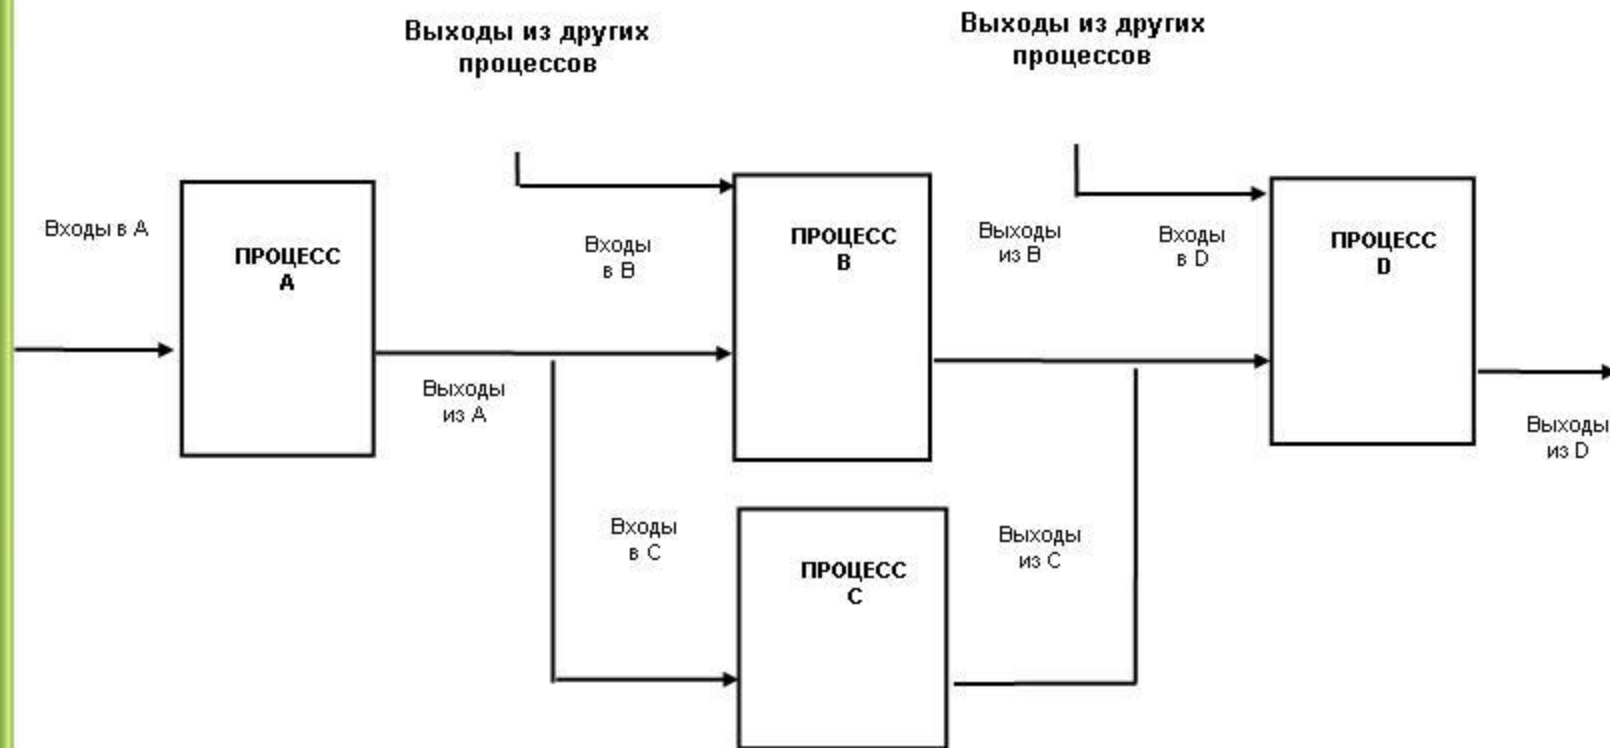 Выходы из других
процессов
Выходы из других
процессов
Входы в А
ПРОЦЕСС
А
Входы
в В
ПРОЦЕСС
В
Выходы
из В
Входы
в D
ПРОЦЕСС
D
Выходы
из А
Выходы
из D
Входы
в С
ПРОЦЕСС
С
Выходы
из С